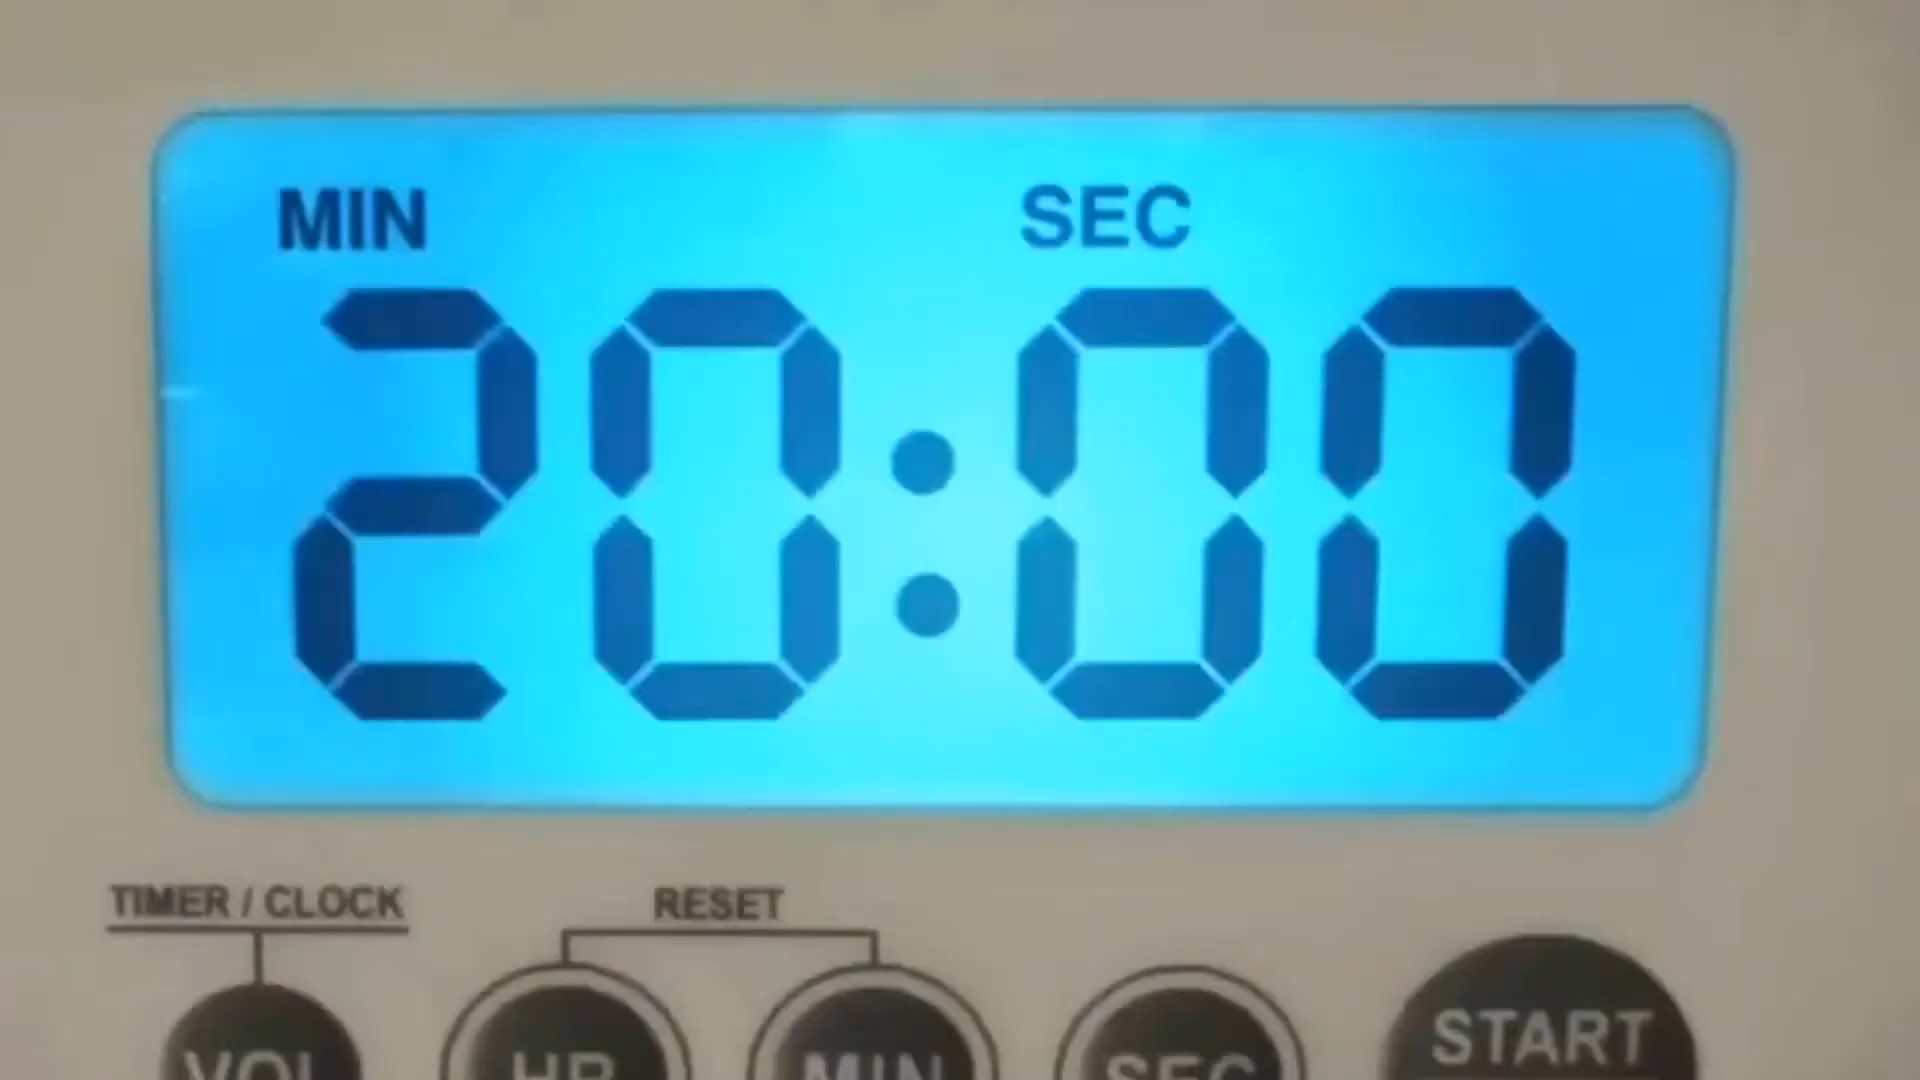 MIN SEC
20:00
TIMER / CLOCK RESET
VOL HR MIN SEC START